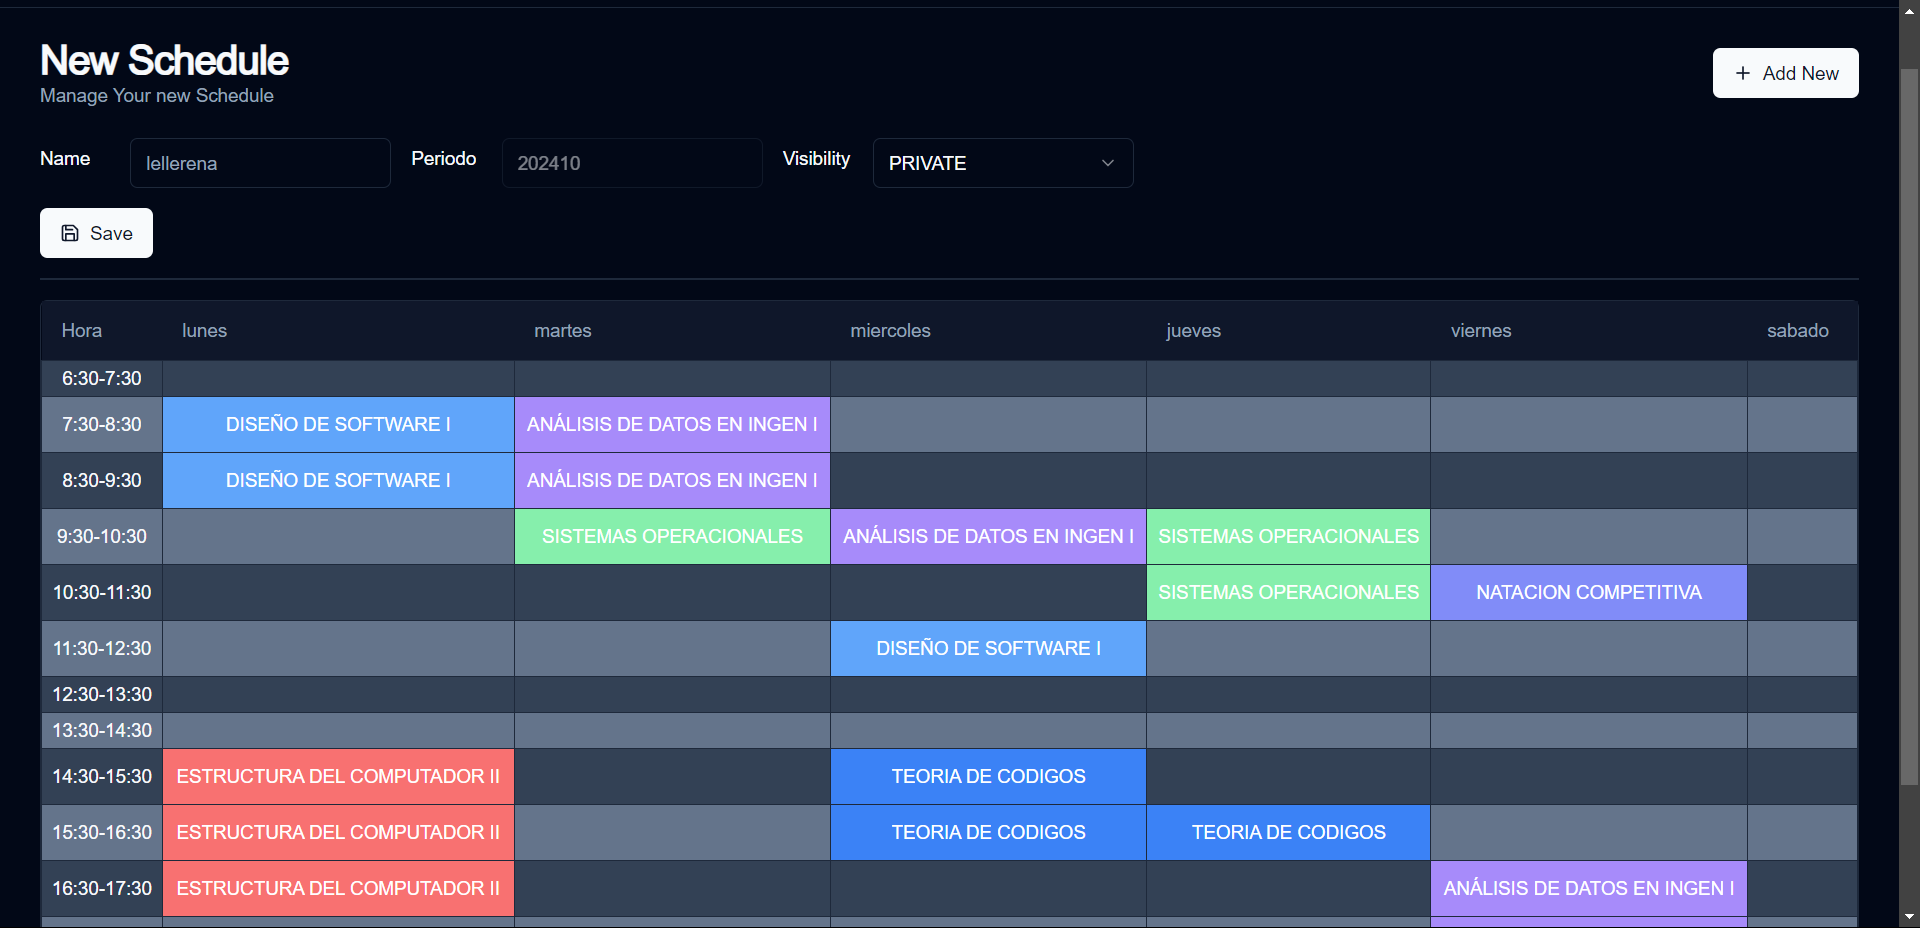 New Schedule
Manage Your new Schedule
Add New
Name lellerena Periodo 202410 Visibility PRIVATE
Save
Hora lunes martes miercoles jueves viernes sabado
6:30-7:30
7:30-8:30 DISEÑO DE SOFTWARE I ANÁLISIS DE DATOS EN INGEN I
8:30-9:30 DISEÑO DE SOFTWARE I ANÁLISIS DE DATOS EN INGEN I
9:30-10:30 SISTEMAS OPERACIONALES ANÁLISIS DE DATOS EN INGEN I SISTEMAS OPERACIONALES
10:30-11:30 SISTEMAS OPERACIONALES NATACION COMPETITIVA
11:30-12:30 DISEÑO DE SOFTWARE I
12:30-13:30
13:30-14:30
14:30-15:30 ESTRUCTURA DEL COMPUTADOR II TEORIA DE CODIGOS
15:30-16:30 ESTRUCTURA DEL COMPUTADOR II TEORIA DE CODIGOS TEORIA DE CODIGOS
16:30-17:30 ESTRUCTURA DEL COMPUTADOR II ANÁLISIS DE DATOS EN INGEN I